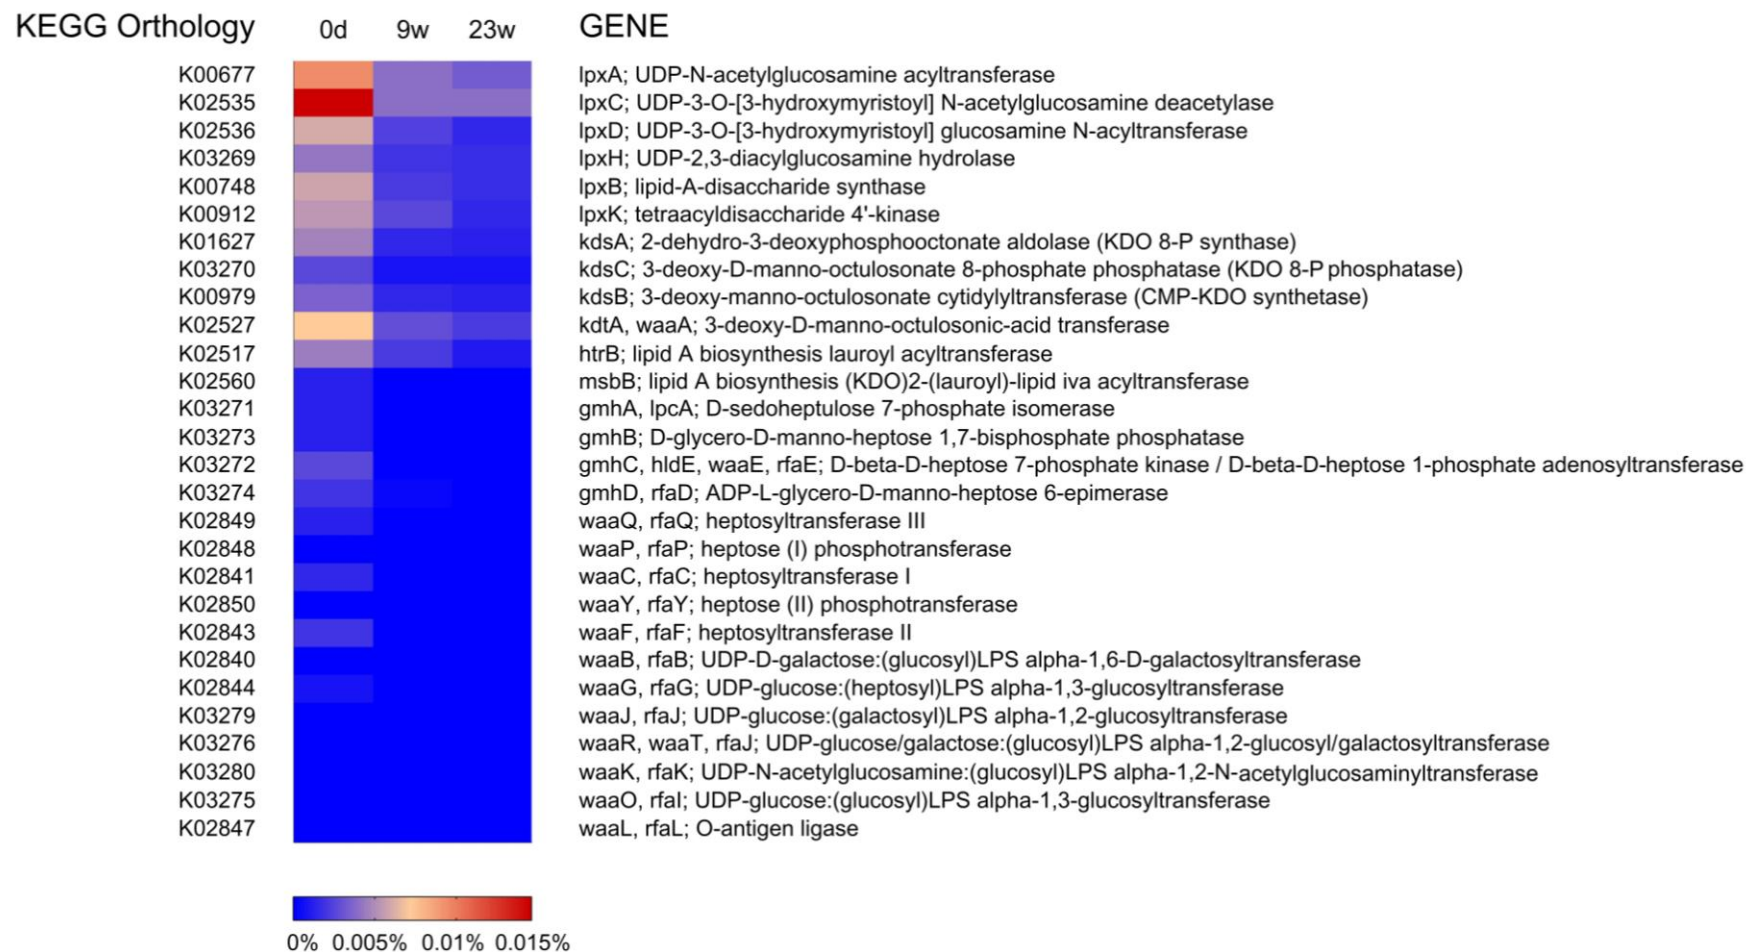 KEGG Orthology 0d 9w 23w GENE
K00677 lpxA; UDP-N-acetylglucosamine acyltransferase
K02535 lpxC; UDP-3-O-[3-hydroxymyristoyl] N-acetylglucosamine deacetylase
K02536 lpxD; UDP-3-O-[3-hydroxymyristoyl] glucosamine N-acyltransferase
K03269 lpxH; UDP-2,3-diacylglucosamine hydrolase
K00748 lpxB; lipid-A-disaccharide synthase
K00912 lpxK; tetraacyldisaccharide 4'-kinase
K01627 kdsA; 2-dehydro-3-deoxyphosphooctonate aldolase (KDO 8-P synthase)
K03270 kdsC; 3-deoxy-D-manno-octulosonate 8-phosphate phosphatase (KDO 8-P phosphatase)
K00979 kdsB; 3-deoxy-manno-octulosonate cytidylyltransferase (CMP-KDO synthetase)
K02527 kdtA, waaA; 3-deoxy-D-manno-octulosonic-acid transferase
K02517 htrB; lipid A biosynthesis lauroyl acyltransferase
K02560 msbB; lipid A biosynthesis (KDO)2-(lauroyl)-lipid iva acyltransferase
K03271 gmhA, lpcA; D-sedoheptulose 7-phosphate isomerase
K03273 gmhB; D-glycero-D-manno-heptose 1,7-bisphosphate phosphatase
K03272 gmhC, hldE, waaE, rfaE; D-beta-D-heptose 7-phosphate kinase / D-beta-D-heptose 1-phosphate adenosyltransferase
K03274 gmhD, rfaD; ADP-L-glycero-D-manno-heptose 6-epimerase
K02849 waaQ, rfaQ; heptosyltransferase III
K02848 waaP, rfaP; heptose (I) phosphotransferase
K02841 waaC, rfaC; heptosyltransferase I
K02850 waaY, rfaY; heptose (II) phosphotransferase
K02843 waaF, rfaF; heptosyltransferase II
K02840 waaB, rfaB; UDP-D-galactose:(glucosyl)LPS alpha-1,6-D-galactosyltransferase
K02844 waaG, rfaG; UDP-glucose:(heptosyl)LPS alpha-1,3-glucosyltransferase
K03279 waaJ, rfaJ; UDP-glucose:(galactosyl)LPS alpha-1,2-glucosyltransferase
K03276 waaR, waaT, rfaJ; UDP-glucose/galactose:(glucosyl)LPS alpha-1,2-glucosyl/galactosyltransferase
K03280 waaK, rfaK; UDP-N-acetylglucosamine:(glucosyl)LPS alpha-1,2-N-acetylglucosaminyltransferase
K03275 waaO, rfaI; UDP-glucose:(glucosyl)LPS alpha-1,3-glucosyltransferase
K02847 waaL, rfaL; O-antigen ligase
0% 0.005% 0.01% 0.015%